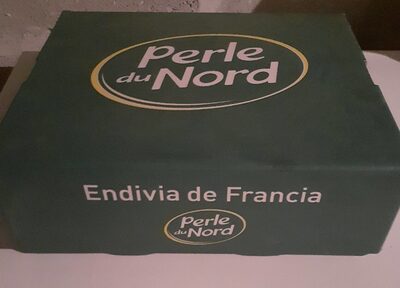 Perle
du Nord
Endivia de Francia
Perle
du Nord